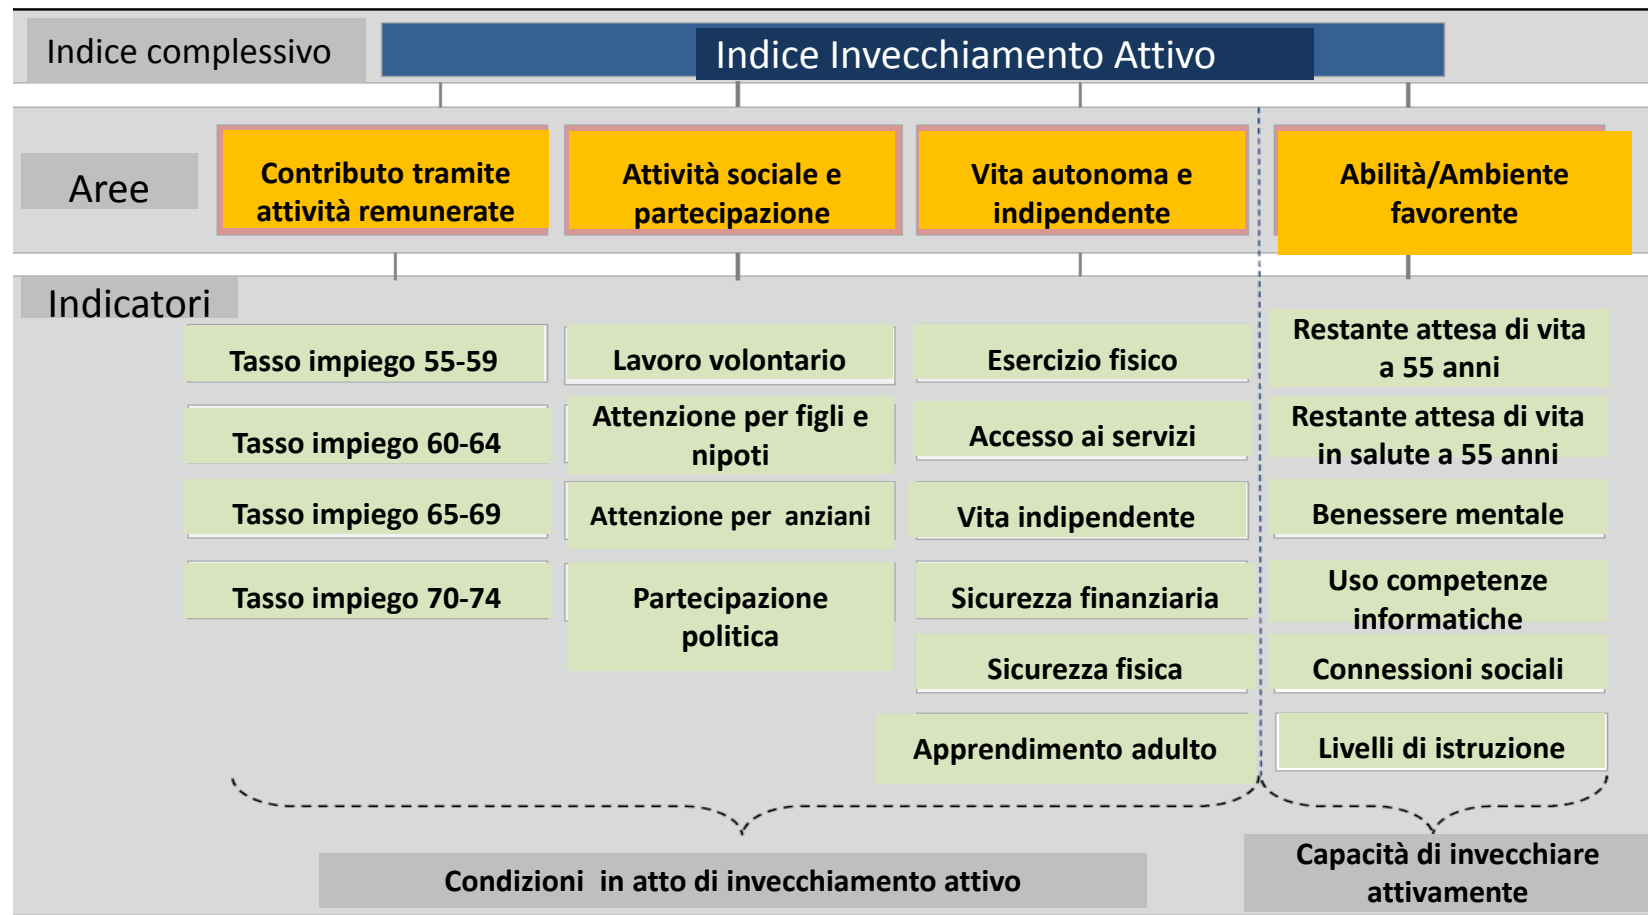 Indice complessivo
Indice Invecchiamento Attivo
Aree
Contributo tramite
attività remunerate
Attività sociale e
partecipazione
Vita autonoma e
indipendente
Abilità/Ambiente
favorente
Indicatori
Tasso impiego 55-59
Tasso impiego 60-64
Tasso impiego 65-69
Tasso impiego 70-74
Lavoro volontario
Attenzione per figli e
nipoti
Attenzione per anziani
Partecipazione
politica
Esercizio fisico
Accesso ai servizi
Vita indipendente
Sicurezza finanziaria
Sicurezza fisica
Apprendimento adulto
Restante attesa di vita
a 55 anni
Restante attesa di vita
in salute a 55 anni
Benessere mentale
Uso competenze
informatiche
Connessioni sociali
Livelli di istruzione
Condizioni in atto di invecchiamento attivo
Capacità di invecchiare
attivamente